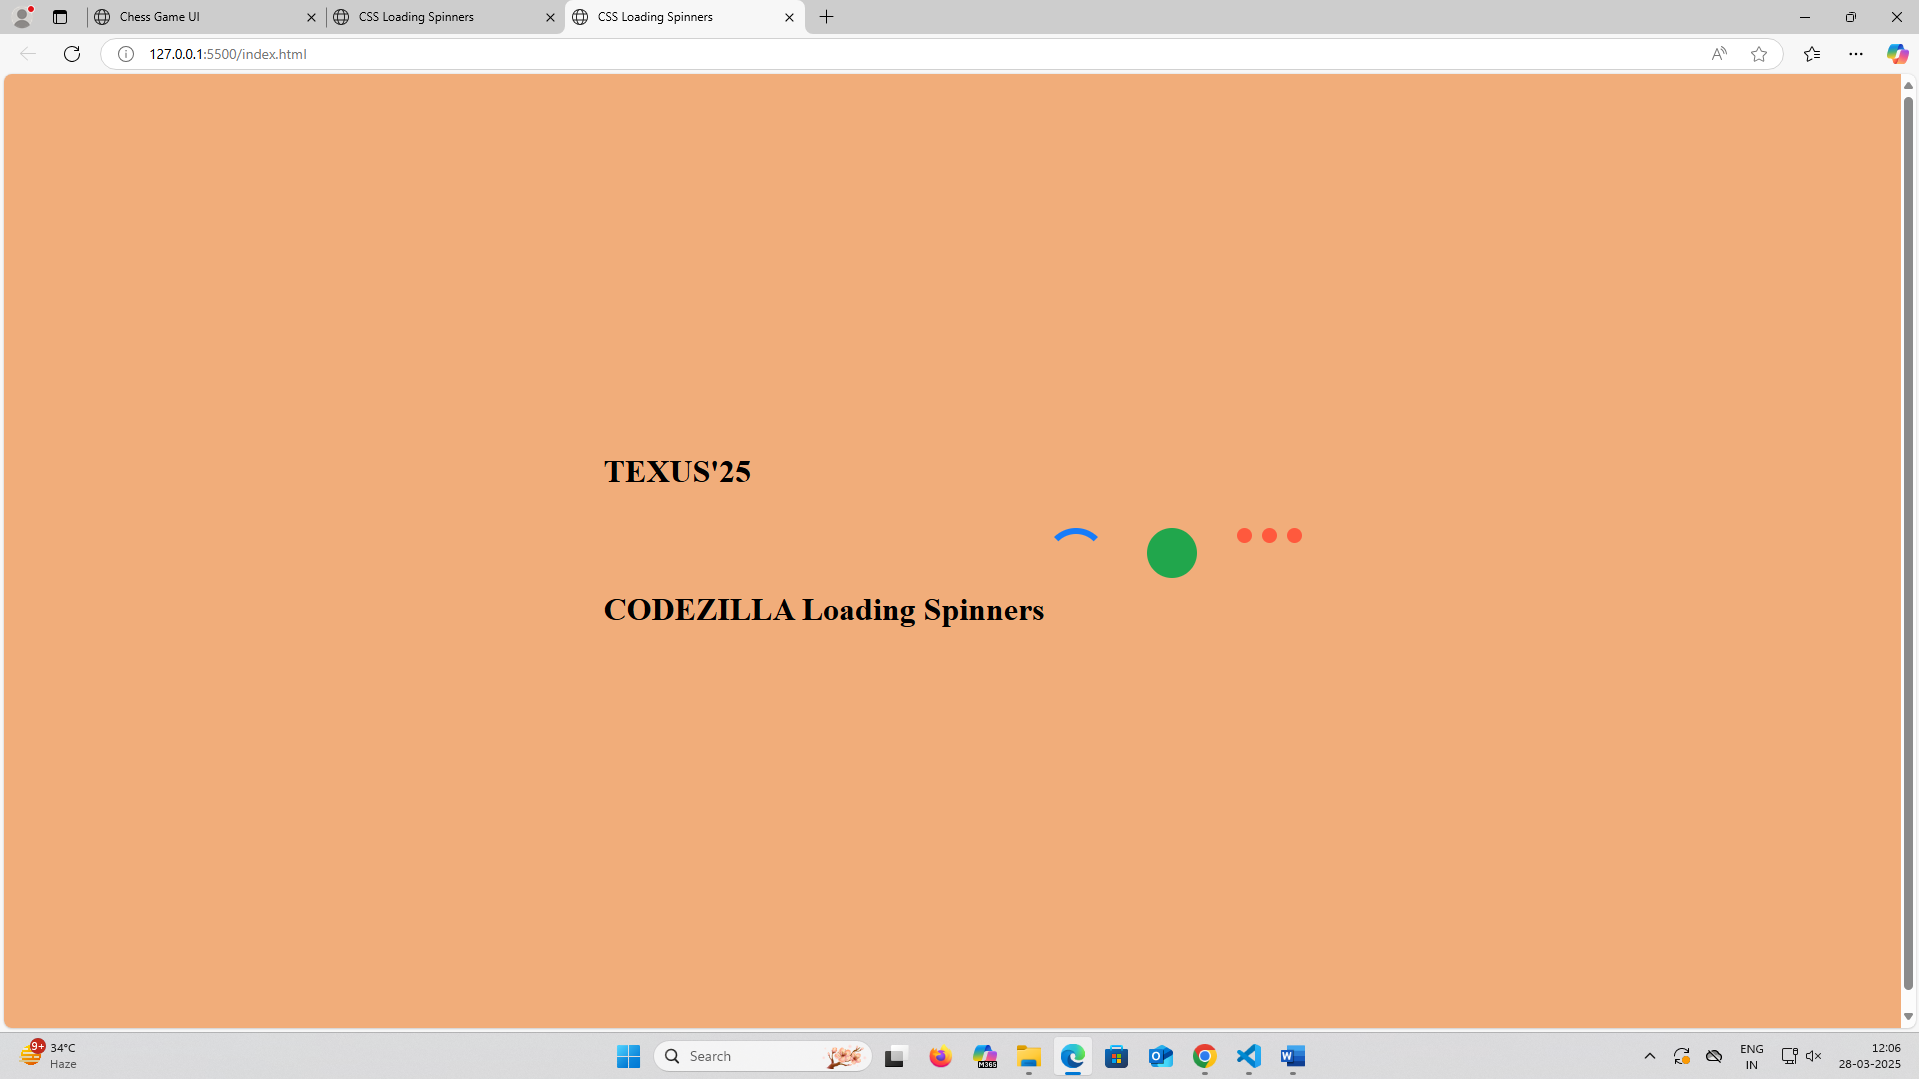 Chess Game UI
CSS Loading Spinners
CSS Loading Spinners
127.0.0.1:5500/index.html
TEXUS'25
CODEZILLA Loading Spinners
9+
34°C
Haze
Search
M365
ENG
IN
12:06
28-03-2025